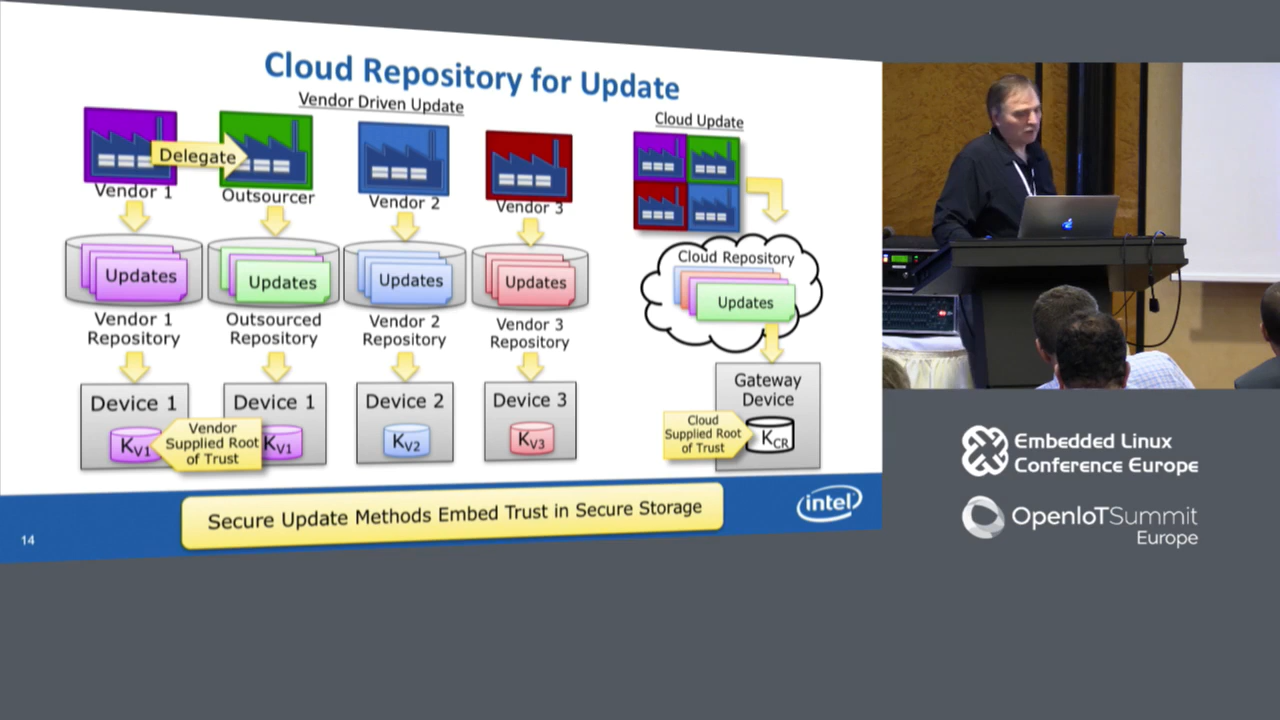 Cloud Repository for Update
Vendor Driven Update
Cloud Update
Delegate
Vendor 1
Outsourcer
Vendor 2
Vendor 3
Updates
Updates
Updates
Updates
Cloud Repository
Updates
Vendor 1
Repository
Outsourced
Repository
Vendor 2
Repository
Vendor 3
Repository
Device 1
KV1
Vendor
Supplied Root
of Trust
Device 1
KV1
Device 2
KV2
Device 3
KV3
Gateway
Device
Cloud
Supplied Root
of Trust
KCR
Secure Update Methods Embed Trust in Secure Storage
intel
14
Embedded Linux
Conference Europe
OpenIoTSummit
Europe